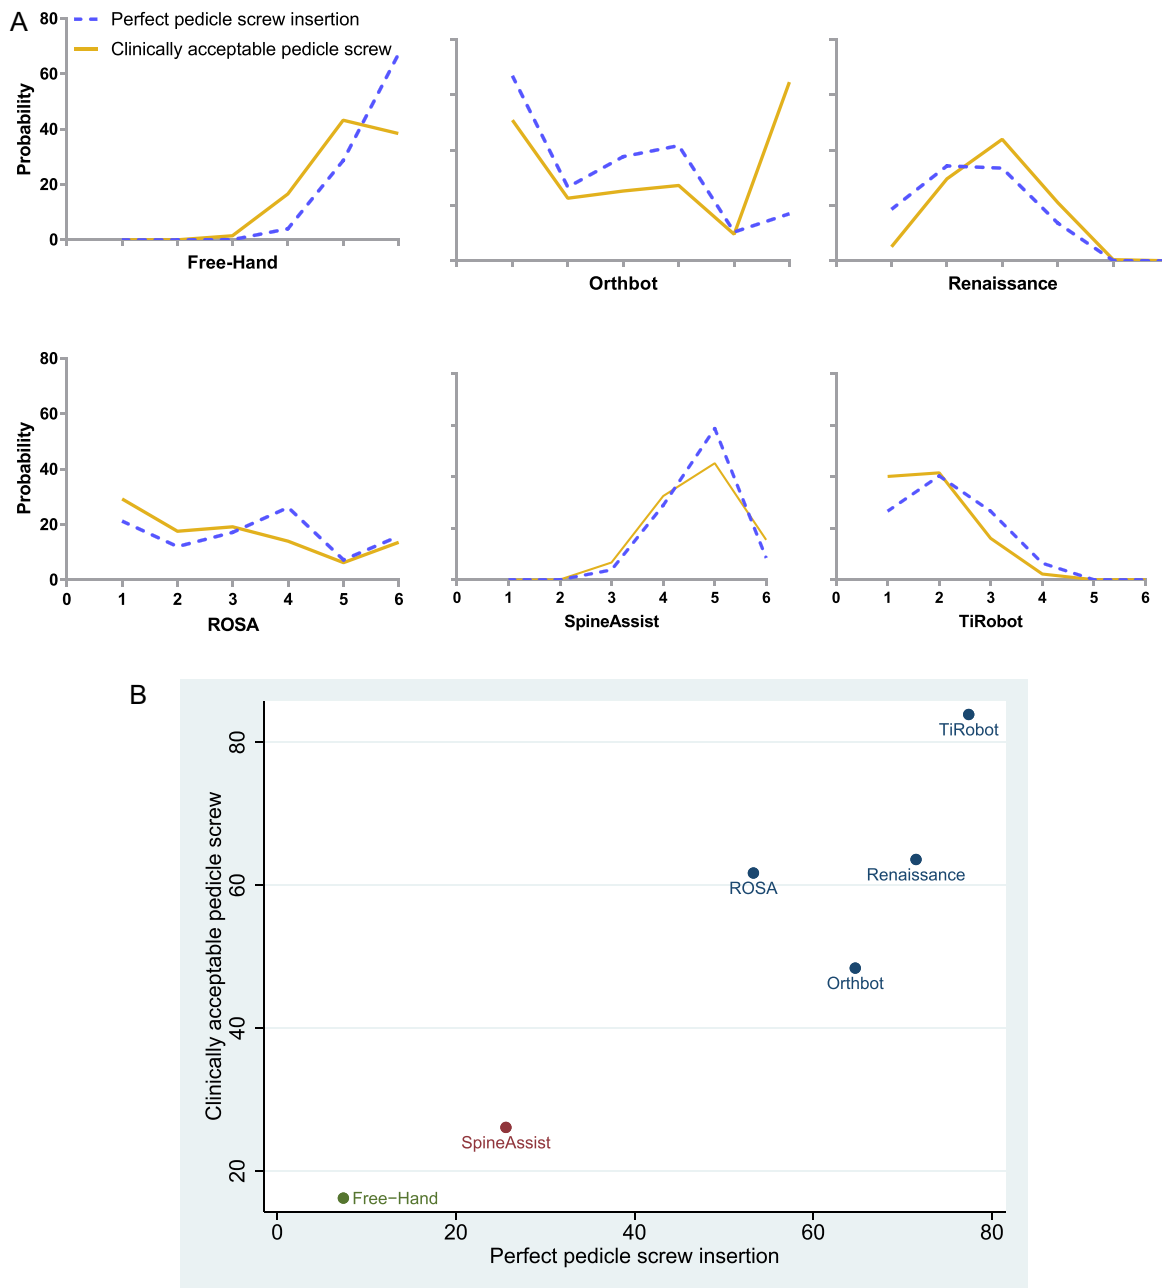 A
80
Perfect pedicle screw insertion
Clinically acceptable pedicle screw
60
40
20
0
Probability
Free-Hand
Orthbot
Renaissance
80
60
40
20
0
Probability
0 1 2 3 4 5 6
ROSA
0 1 2 3 4 5 6
SpineAssist
0 1 2 3 4 5 6
TiRobot
B
TiRobot
80
Renaissance
ROSA
60
Orthbot
40
SpineAssist
20
Free-Hand
Clinically acceptable pedicle screw
0 20 40 60 80
Perfect pedicle screw insertion